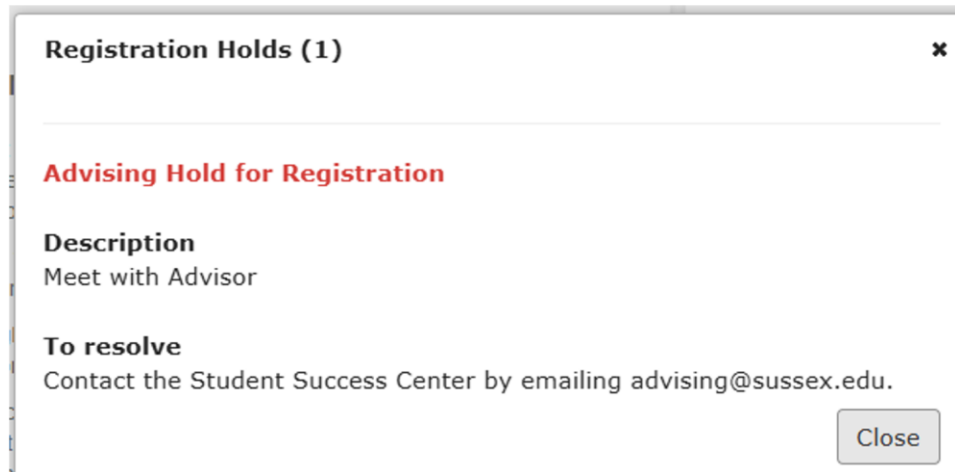 Registration Holds (1)
Advising Hold for Registration
Description
Meet with Advisor
To resolve
Contact the Student Success Center by emailing advising@sussex.edu.
Close